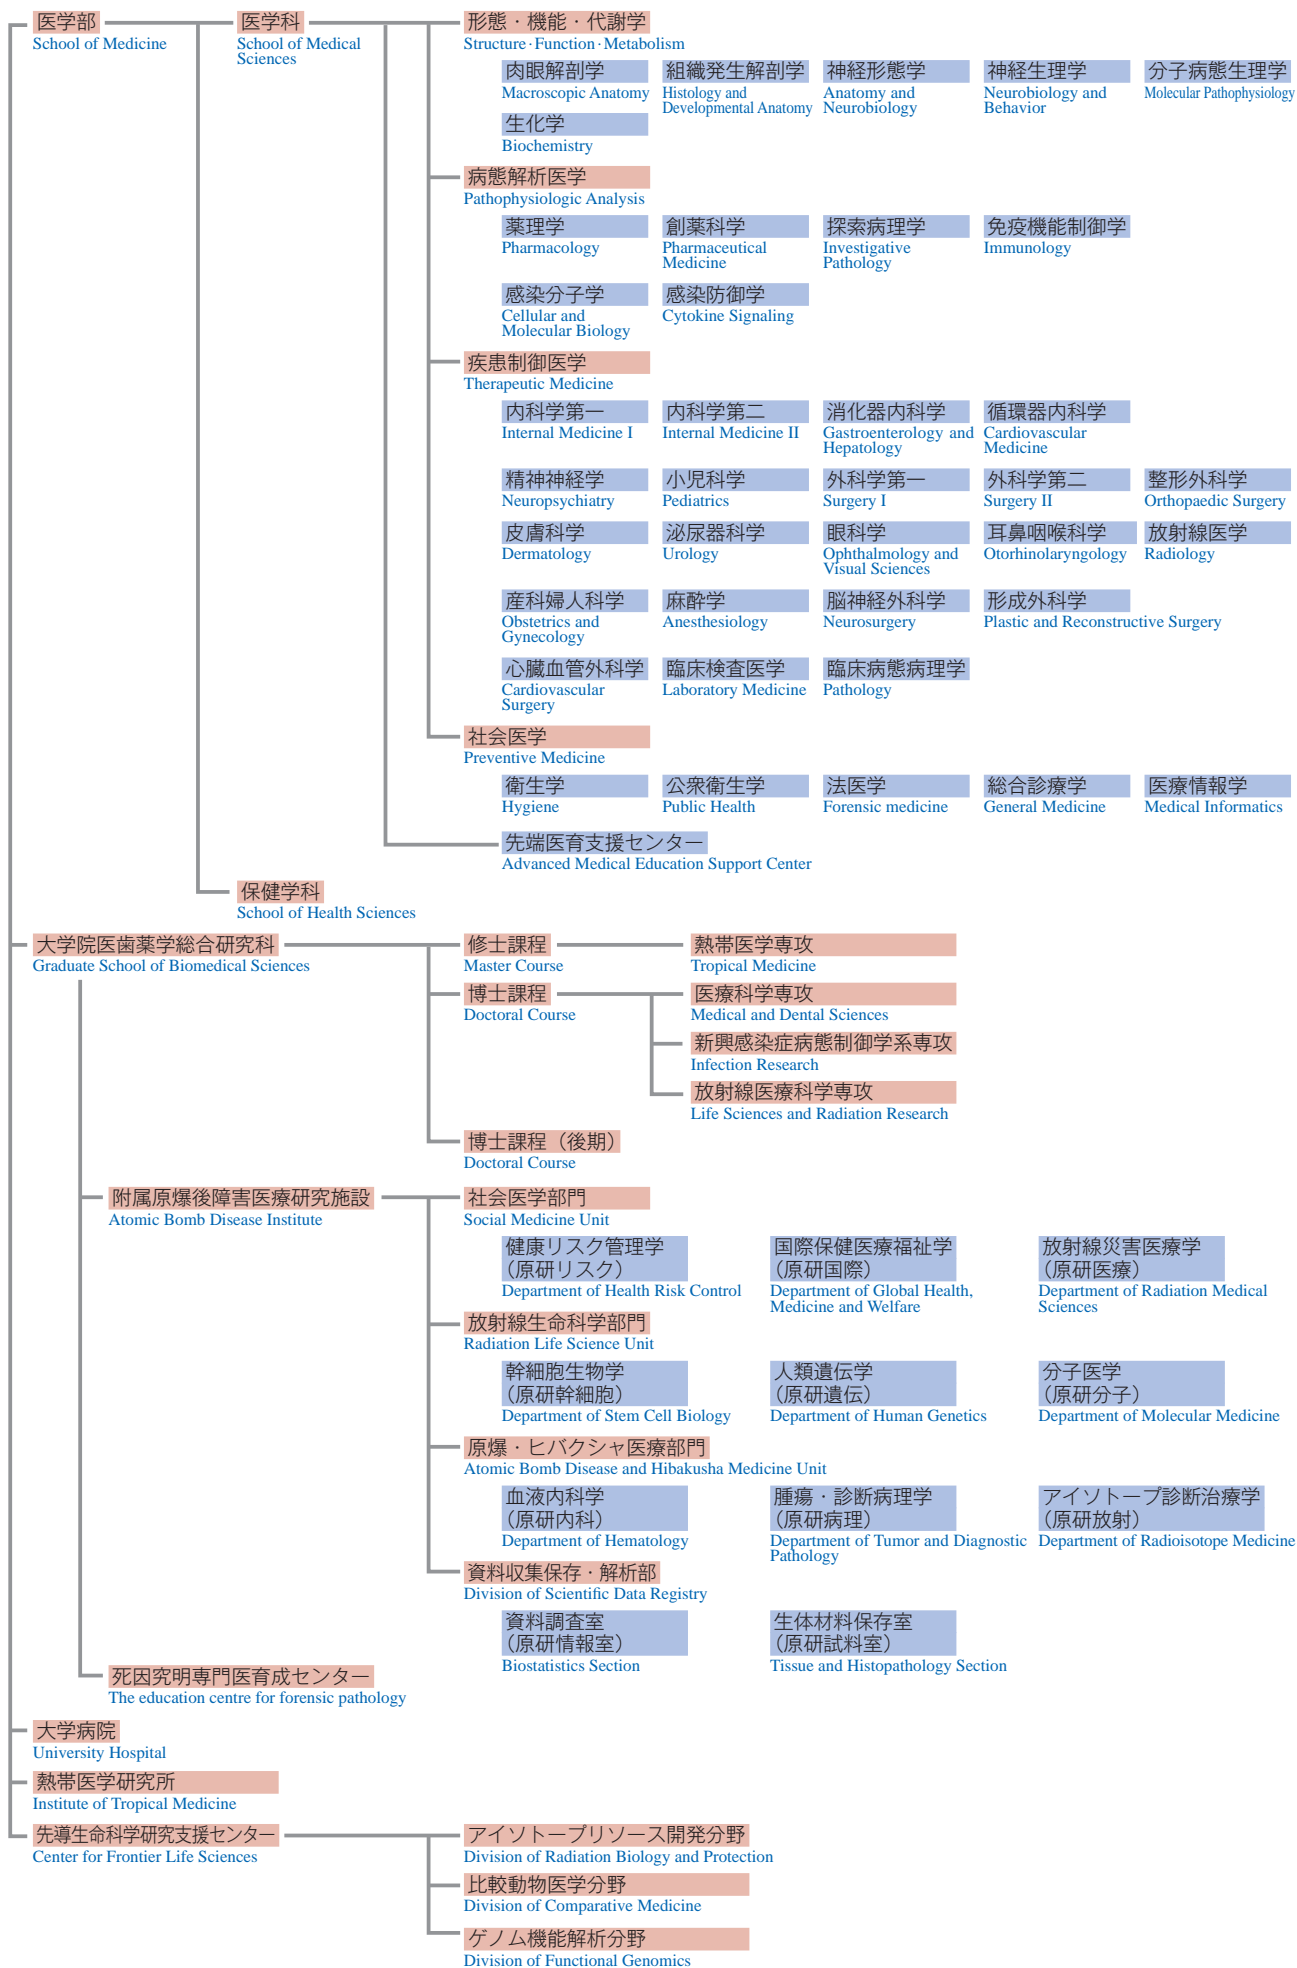 医学部
School of Medicine
医学科
School of Medical
Sciences
形態・機能・代謝学
Structure·Function·Metabolism
肉眼解剖学
Macroscopic Anatomy
組織発生解剖学
Histology and
Developmental Anatomy
神経形態学
Anatomy and
Neurobiology
神経生理学
Neurobiology and
Behavior
分子病態生理学
Molecular Pathophysiology
生化学
Biochemistry
病態解析医学
Pathophysiologic Analysis
薬理学
Pharmacology
創薬科学
Pharmaceutical
Medicine
探索病理学
Investigative
Pathology
免疫機能制御学
Immunology
感染分子学
Cellular and
Molecular Biology
感染防御学
Cytokine Signaling
疾患制御医学
Therapeutic Medicine
内科学第一
Internal Medicine I
内科学第二
Internal Medicine II
消化器内科学
Gastroenterology and
Hepatology
循環器内科学
Cardiovascular
Medicine
精神神経学
Neuropsychiatry
小児科学
Pediatrics
外科学第一
Surgery I
外科学第二
Surgery II
整形外科学
Orthopaedic Surgery
皮膚科学
Dermatology
泌尿器科学
Urology
眼科学
Ophthalmology and
Visual Sciences
耳鼻咽喉科学
Otorhinolaryngology
放射線医学
Radiology
産科婦人科学
Obstetrics and
Gynecology
麻酔学
Anesthesiology
脳神経外科学
Neurosurgery
形成外科学
Plastic and Reconstructive Surgery
心臓血管外科学
Cardiovascular
Surgery
臨床検査医学
Laboratory Medicine
臨床病態病理学
Pathology
社会医学
Preventive Medicine
衛生学
Hygiene
公衆衛生学
Public Health
法医学
Forensic medicine
総合診療学
General Medicine
医療情報学
Medical Informatics
先端医育支援センター
Advanced Medical Education Support Center
保健学科
School of Health Sciences
大学院医歯薬学総合研究科
Graduate School of Biomedical Sciences
修士課程
Master Course
熱帯医学専攻
Tropical Medicine
博士課程
Doctoral Course
医療科学専攻
Medical and Dental Sciences
新興感染症病態制御学系専攻
Infection Research
放射線医療科学専攻
Life Sciences and Radiation Research
博士課程（後期）
Doctoral Course
附属原爆後障害医療研究施設
Atomic Bomb Disease Institute
社会医学部門
Social Medicine Unit
健康リスク管理学
（原研リスク）
Department of Health Risk Control
国際保健医療福祉学
（原研国際）
Department of Global Health,
Medicine and Welfare
放射線災害医療学
（原研医療）
Department of Radiation Medical
Sciences
放射線生命科学部門
Radiation Life Science Unit
幹細胞生物学
（原研幹細胞）
Department of Stem Cell Biology
人類遺伝学
（原研遺伝）
Department of Human Genetics
分子医学
（原研分子）
Department of Molecular Medicine
原爆・ヒバクシャ医療部門
Atomic Bomb Disease and Hibakusha Medicine Unit
血液内科学
（原研内科）
Department of Hematology
腫瘍・診断病理学
（原研病理）
Department of Tumor and Diagnostic
Pathology
アイソトープ診断治療学
（原研放射）
Department of Radioisotope Medicine
資料収集保存・解析部
Division of Scientific Data Registry
資料調査室
（原研情報室）
Biostatistics Section
生体材料保存室
（原研試料室）
Tissue and Histopathology Section
死因究明専門医育成センター
The education centre for forensic pathology
大学病院
University Hospital
熱帯医学研究所
Institute of Tropical Medicine
先導生命科学研究支援センター
Center for Frontier Life Sciences
アイソトープリソース開発分野
Division of Radiation Biology and Protection
比較動物医学分野
Division of Comparative Medicine
ゲノム機能解析分野
Division of Functional Genomics